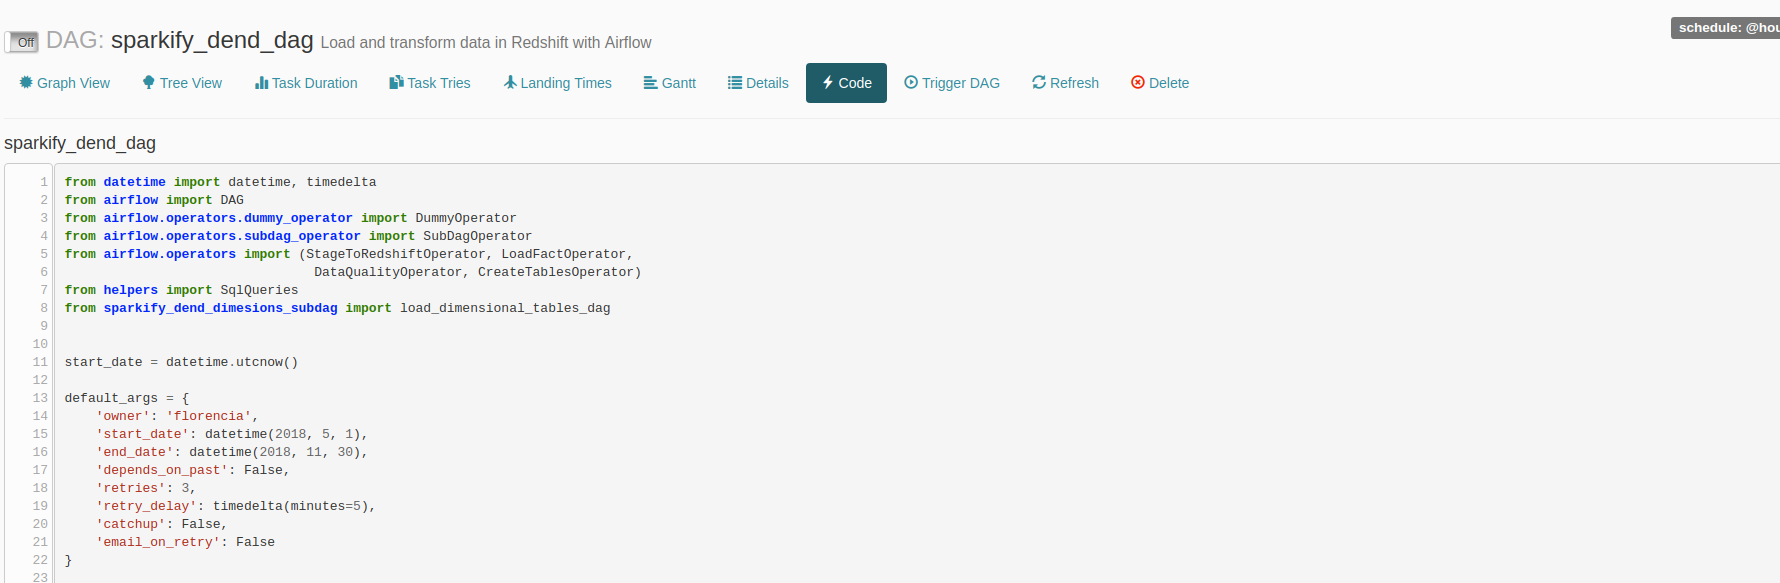 schedule: @hou
Off DAG: sparkify_dend_dag Load and transform data in Redshift with Airflow
Graph View Tree View Task Duration Task Tries Landing Times Gantt Details Code Trigger DAG Refresh Delete
sparkify_dend_dag
1 from datetime import datetime, timedelta
2 from airflow import DAG
3 from airflow.operators.dummy_operator import DummyOperator
4 from airflow.operators.subdag_operator import SubDagOperator
5 from airflow.operators import (StageToRedshiftOperator, LoadFactOperator,
6                                 DataQualityOperator, CreateTablesOperator)
7 from helpers import SqlQueries
8 from sparkify_dend_dimesions_subdag import load_dimensional_tables_dag
9
10
11 start_date = datetime.utcnow()
12
13 default_args = {
14     'owner': 'florencia',
15     'start_date': datetime(2018, 5, 1),
16     'end_date': datetime(2018, 11, 30),
17     'depends_on_past': False,
18     'retries': 3,
19     'retry_delay': timedelta(minutes=5),
20     'catchup': False,
21     'email_on_retry': False
22 }
23